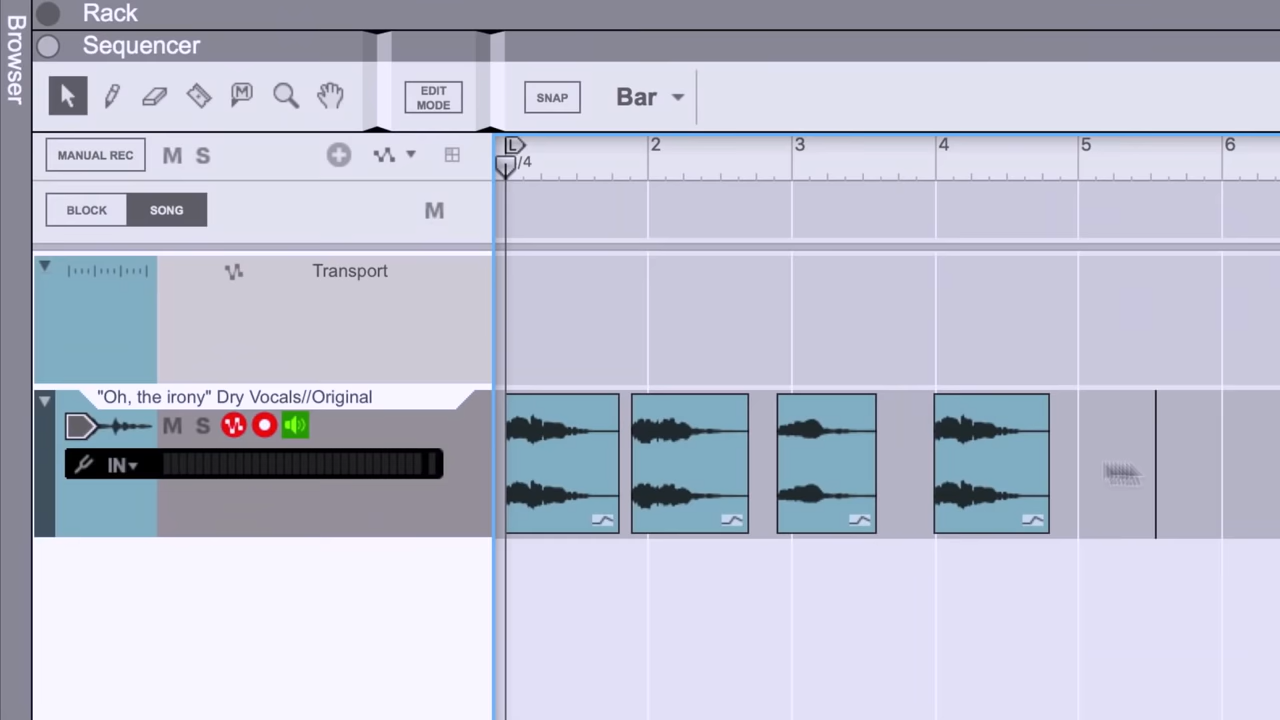 Browser
Rack
Sequencer
EDIT
MODE
SNAP
Bar
MANUAL REC
M S
L
/4
2
3
4
5
6
BLOCK
SONG
M
Transport
"Oh, the irony" Dry Vocals//Original
M S
IN